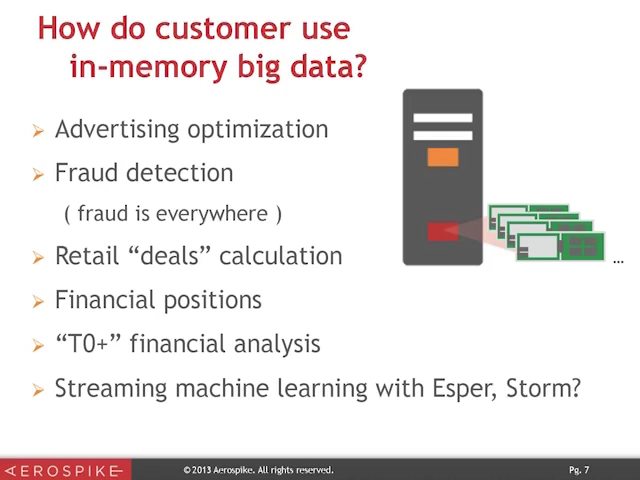 How do customer use
in-memory big data?
Advertising optimization
Fraud detection
( fraud is everywhere )
Retail “deals” calculation
Financial positions
“T0+” financial analysis
Streaming machine learning with Esper, Storm?
...
AEROSPIKE
© 2013 Aerospike. All rights reserved.
Pg. 7